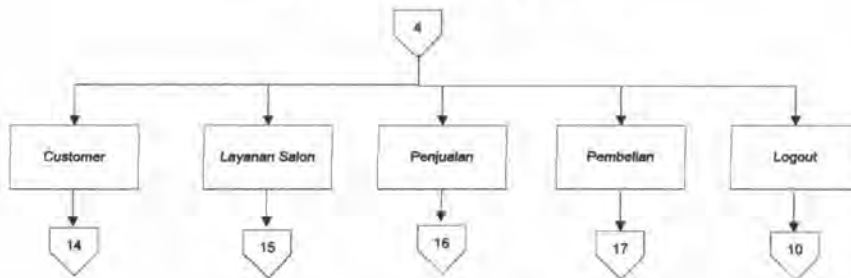 4
Customer
Layanan Salon
Penjualan
Pembelian
Logout
14
15
16
17
10